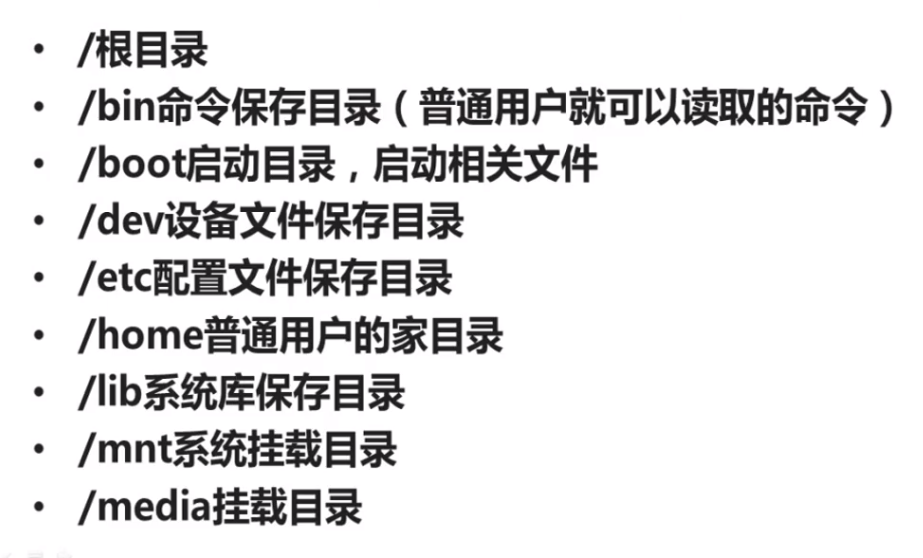 • /根目录
• /bin命令保存目录（普通用户就可以读取的命令）
• /boot启动目录，启动相关文件
• /dev设备文件保存目录
• /etc配置文件保存目录
• /home普通用户的家目录
• /lib系统库保存目录
• /mnt系统挂载目录
• /media挂载目录